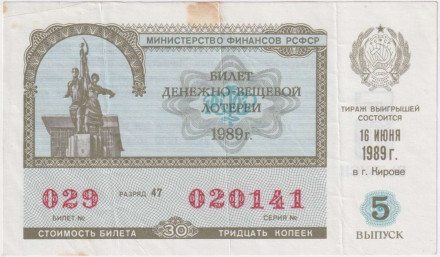 МИНИСТЕРСТВО ФИНАНСОВ РСФСР
БИЛЕТ
ДЕНЕЖНО-ВЕЩЕВОЙ
ЛОТЕРЕИ
1989г.
029 РАЗРЯД 47 020141
БИЛЕТ № СЕРИЯ №
СТОИМОСТЬ БИЛЕТА 30 ТРИДЦАТЬ КОПЕЕК
ТИРАЖ ВЫИГРЫШЕЙ
СОСТОИТСЯ
16 ИЮНЯ
1989 г.
в г. Кирове
5
ВЫПУСК